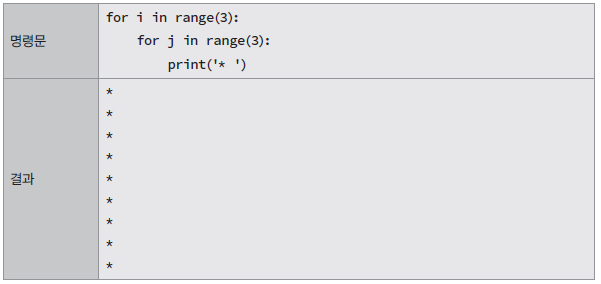 명령문
for i in range(3):
    for j in range(3):
        print('* ')
결과
*
*
*
*
*
*
*
*
*